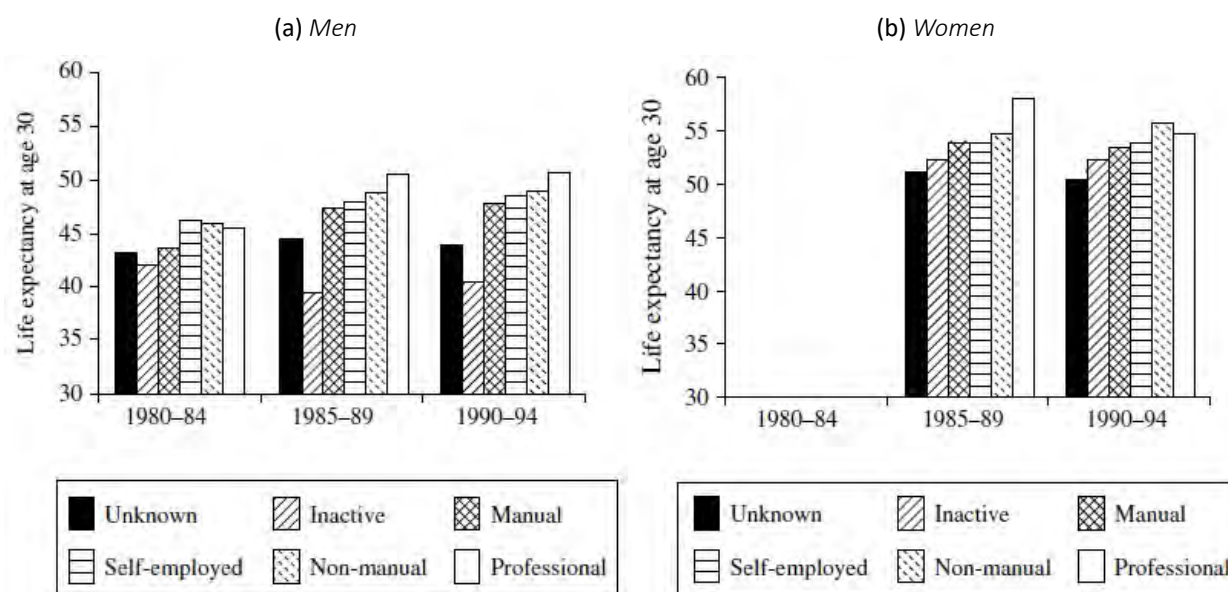 (a) Men
Life expectancy at age 30
60
55
50
45
40
35
30
1980–84 1985–89 1990–94
Unknown Inactive Manual
Self-employed Non-manual Professional
(b) Women
Life expectancy at age 30
60
55
50
45
40
35
30
1980–84 1985–89 1990–94
Unknown Inactive Manual
Self-employed Non-manual Professional